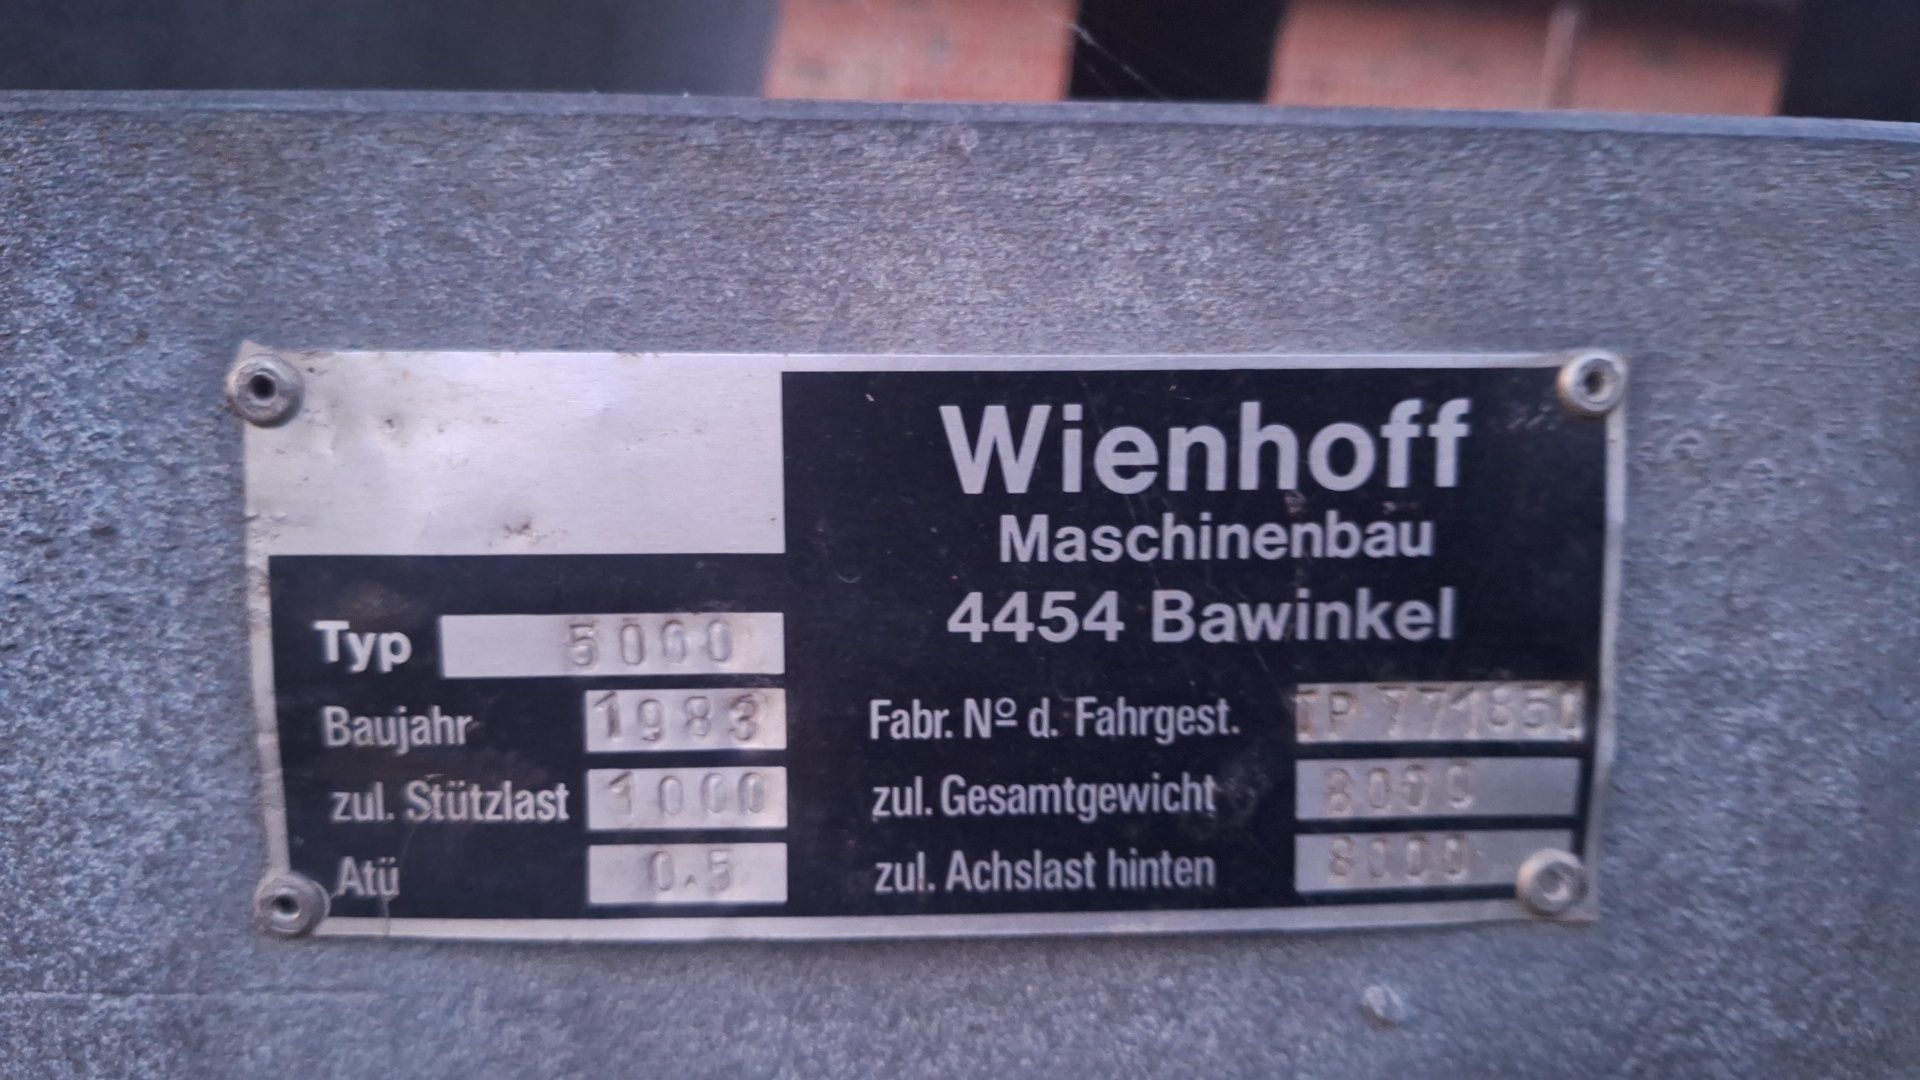 Wienhoff
Maschinenbau
4454 Bawinkel
Typ 5000
Baujahr 1983
zul. Stützlast 1000
Atü 0.5
Fabr. Nº d. Fahrgest.
zul. Gesamtgewicht 8000
zul. Achslast hinten 8000